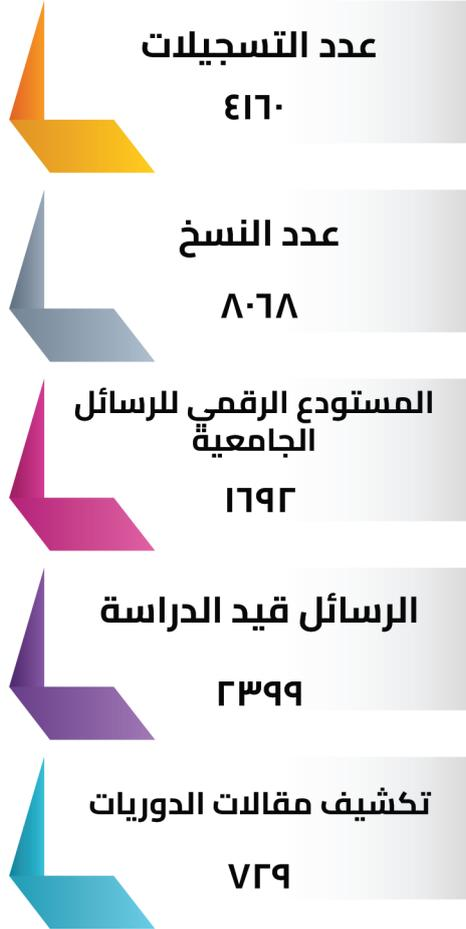 عدد التسجيلات
٤١٦٠
عدد النسخ
٨٠٦٨
المستودع الرقمي للرسائل
الجامعية
١٦٩٢
الرسائل قيد الدراسة
٢٣٩٩
تكشيف مقالات الدوريات
٧٢٩